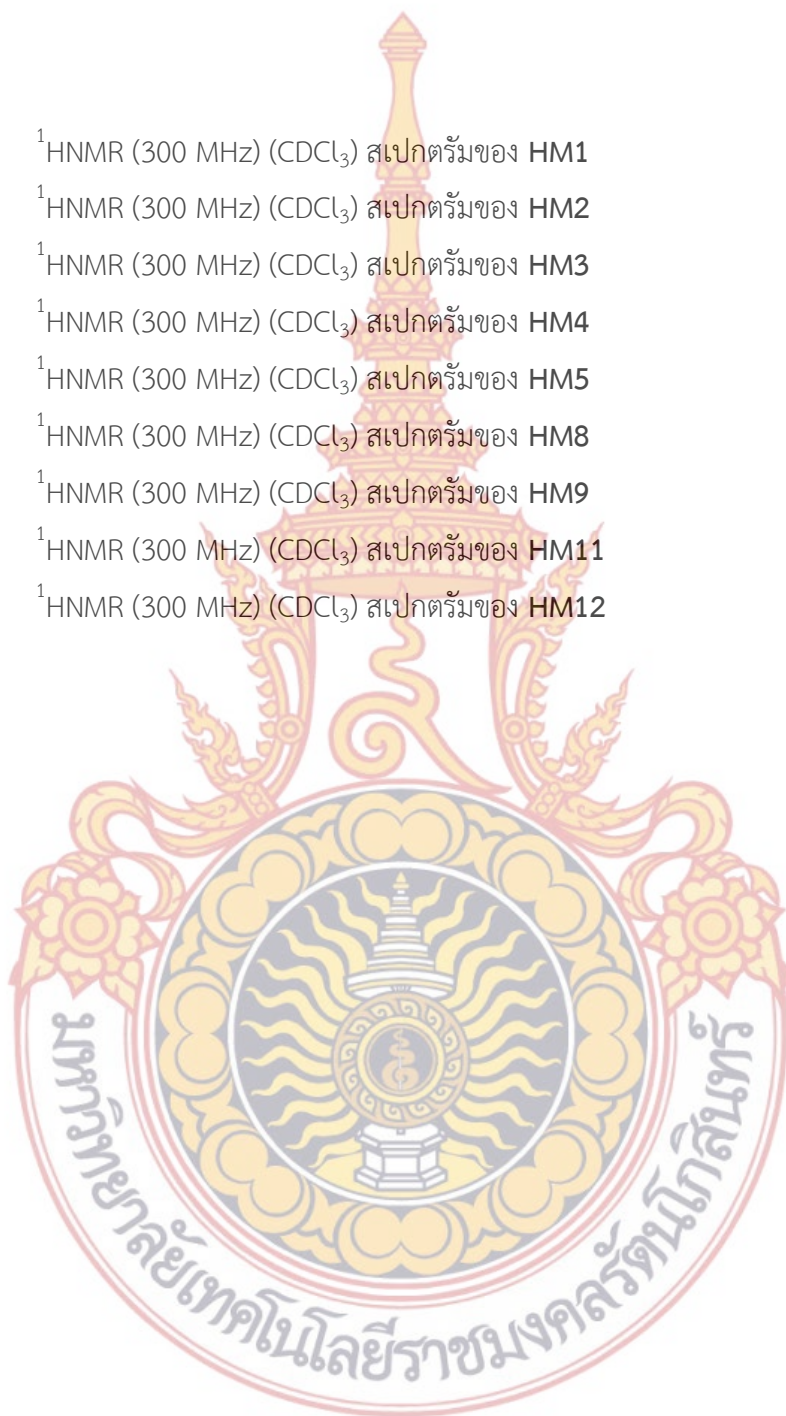 ¹HNMR (300 MHz) (CDCl₃) สเปกตรัมของ HM1
¹HNMR (300 MHz) (CDCl₃) สเปกตรัมของ HM2
¹HNMR (300 MHz) (CDCl₃) สเปกตรัมของ HM3
¹HNMR (300 MHz) (CDCl₃) สเปกตรัมของ HM4
¹HNMR (300 MHz) (CDCl₃) สเปกตรัมของ HM5
¹HNMR (300 MHz) (CDCl₃) สเปกตรัมของ HM8
¹HNMR (300 MHz) (CDCl₃) สเปกตรัมของ HM9
¹HNMR (300 MHz) (CDCl₃) สเปกตรัมของ HM11
¹HNMR (300 MHz) (CDCl₃) สเปกตรัมของ HM12
มหาวิทยาลัยเทคโนโลยีราชมงคลรัตนโกสินทร์